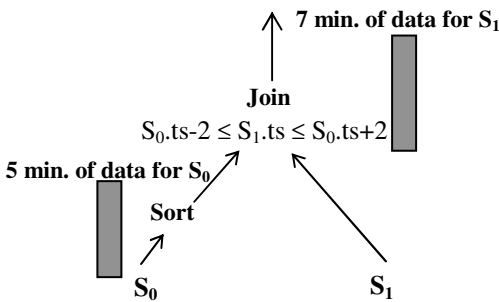 7 min. of data for S₁
Join
S₀.ts-2 ≤ S₁.ts ≤ S₀.ts+2
5 min. of data for S₀
Sort
S₀
S₁